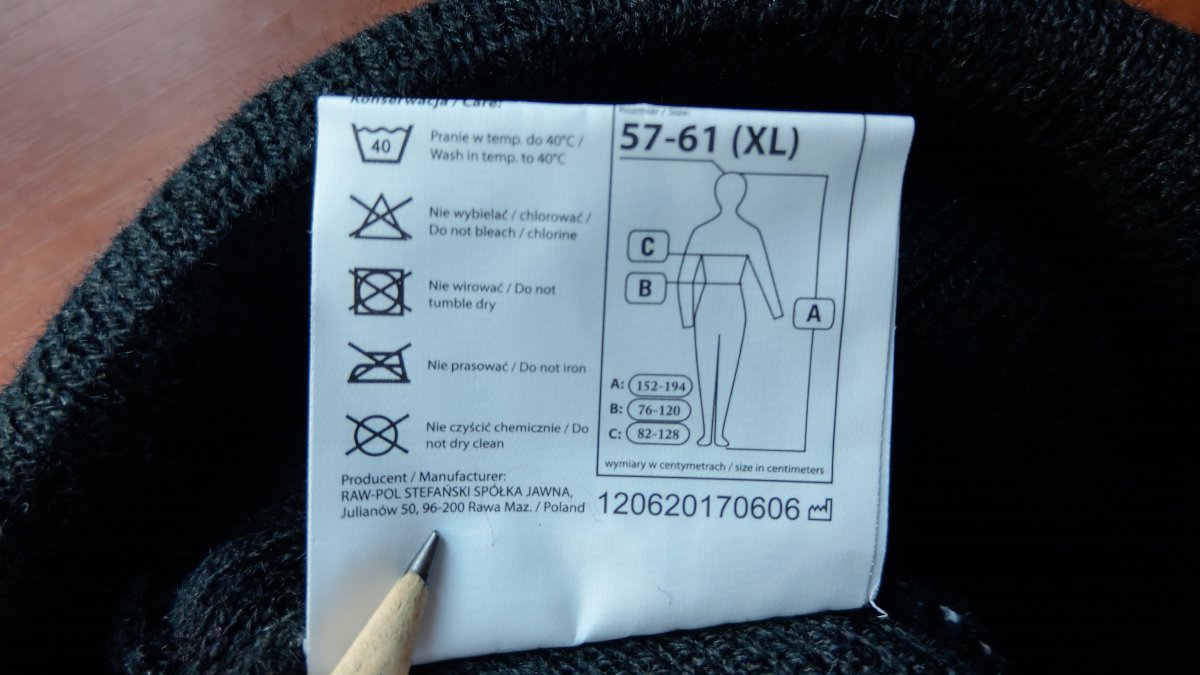 Konserwacja / Care:
40
Pranie w temp. do 40°C /
Wash in temp. to 40°C
Nie wybielać / chlorować /
Do not bleach / chlorine
Nie wirować / Do not
tumble dry
Nie prasować / Do not iron
Nie czyścić chemicznie / Do
not dry clean
Producent / Manufacturer:
RAW-POL STEFAŃSKI SPÓŁKA JAWNA,
Julianów 50, 96-200 Rawa Maz. / Poland
Rozmiar / Size:
57-61 (XL)
C
B
A
A: 152-194
B: 76-120
C: 82-128
wymiary w centymetrach / size in centimeters
120620170606